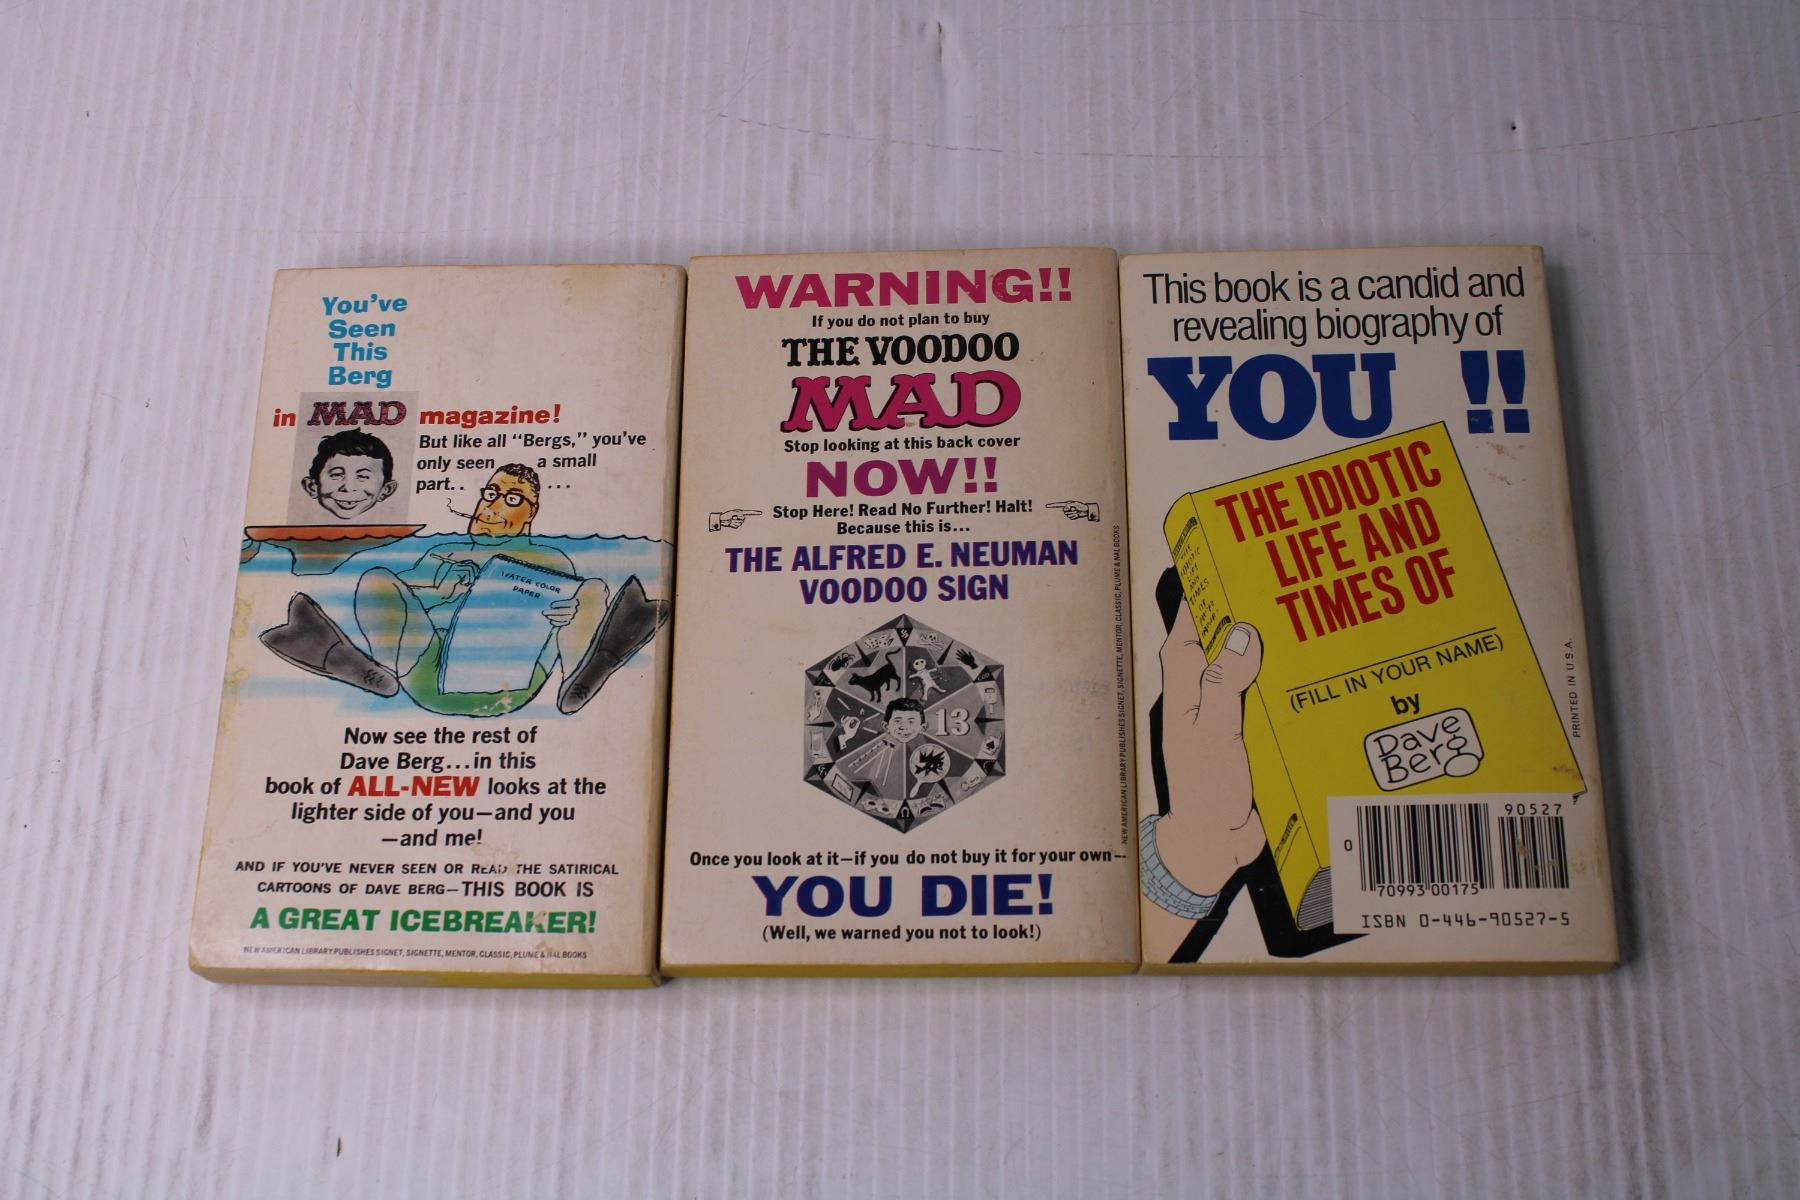 You've
Seen
This
Berg
in MAD magazine!
But like all "Bergs," you've
only seen a small
part.. ...
WATER COLOR
PAPER
Now see the rest of
Dave Berg...in this
book of ALL-NEW looks at the
lighter side of you—and you
—and me!
AND IF YOU'VE NEVER SEEN OR READ THE SATIRICAL
CARTOONS OF DAVE BERG—THIS BOOK IS
A GREAT ICEBREAKER!
NEW AMERICAN LIBRARY PUBLISHES SIGNET, SIGNETTE, MENTOR, CLASSIC, PLUME & NAL BOOKS
WARNING!!
If you do not plan to buy
THE VOODOO
MAD
Stop looking at this back cover
NOW!!
Stop Here! Read No Further! Halt!
Because this is...
THE ALFRED E. NEUMAN
VOODOO SIGN
13
Once you look at it—if you do not buy it for your own—
YOU DIE!
(Well, we warned you not to look!)
NEW AMERICAN LIBRARY PUBLISHES SIGNET, SIGNETTE, MENTOR, CLASSIC, PLUME & NAL BOOKS
This book is a candid and
revealing biography of
YOU !!
THE IDIOTIC
LIFE AND
TIMES OF
(FILL IN YOUR NAME)
by
Dave
Berg
THE
IDIOTIC
LIFE
AND
TIMES
OF
PRINTED IN U.S.A.
90527
0
70993 00175
ISBN 0-446-90527-5